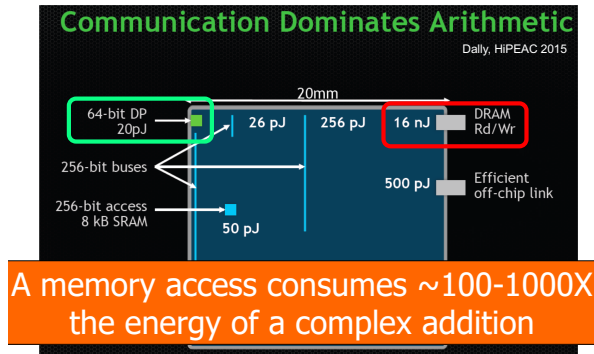 Communication Dominates Arithmetic
Dally, HiPEAC 2015
20mm
64-bit DP
20pJ
26 pJ
256 pJ
16 nJ
DRAM
Rd/Wr
256-bit buses
500 pJ
Efficient
off-chip link
256-bit access
8 kB SRAM
50 pJ
A memory access consumes ~100-1000X
the energy of a complex addition